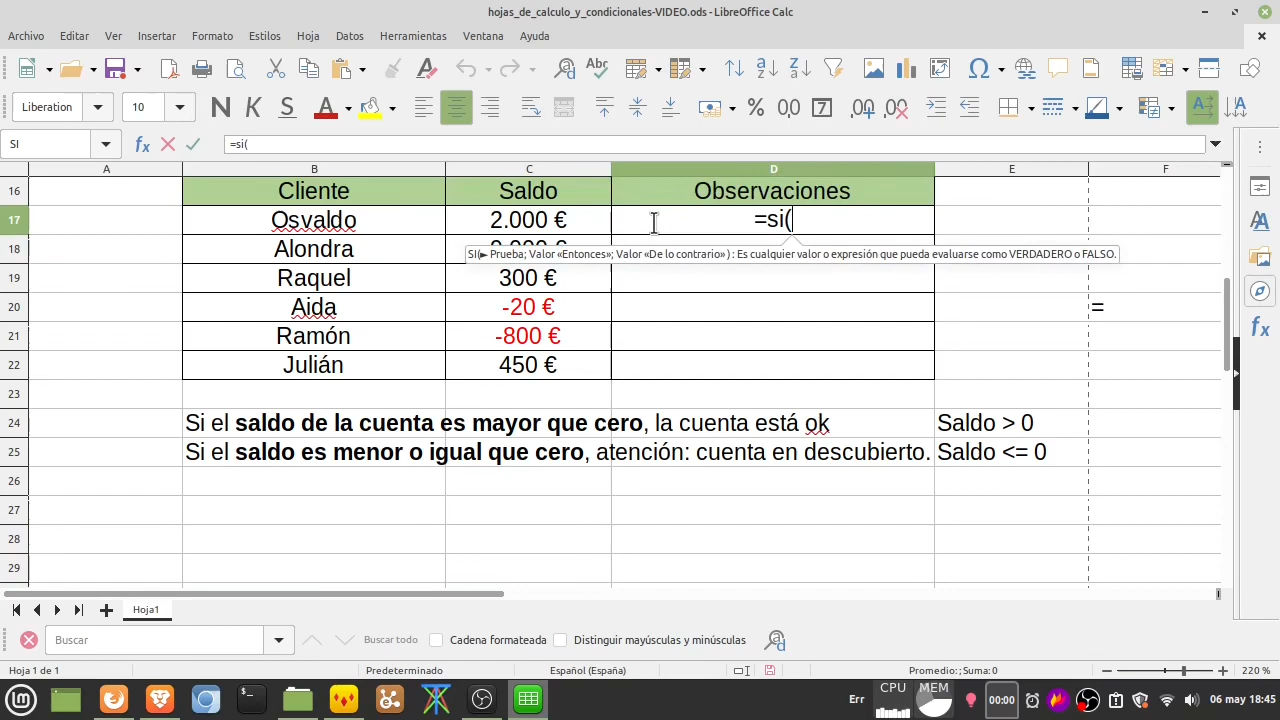 hojas_de_calculo_y_condicionales-VIDEO.ods - LibreOffice Calc
Archivo Editar Ver Insertar Formato Estilos Hoja Datos Herramientas Ventana Ayuda
Liberation 10 N K S A
SI =si(
A B C D E F
16 Cliente Saldo Observaciones
17 Osvaldo 2.000 € =si(
18 Alondra
SI(► Prueba; Valor «Entonces»; Valor «De lo contrario») : Es cualquier valor o expresión que pueda evaluarse como VERDADERO o FALSO.
19 Raquel 300 €
20 Aida -20 € =
21 Ramón -800 €
22 Julián 450 €
23
24 Si el saldo de la cuenta es mayor que cero, la cuenta está ok Saldo > 0
25 Si el saldo es menor o igual que cero, atención: cuenta en descubierto. Saldo <= 0
26
27
28
29
Hoja1
Buscar Buscar todo Cadena formateada Distinguir mayúsculas y minúsculas
Hoja 1 de 1 Predeterminado Español (España) Promedio: ; Suma: 0 220 %
Err CPU MEM 00:00 06 may 18:45